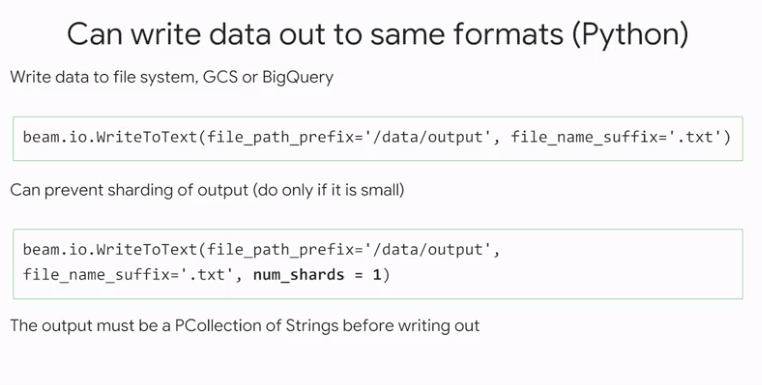 Can write data out to same formats (Python)
Write data to file system, GCS or BigQuery
beam.io.WriteToText(file_path_prefix='/data/output', file_name_suffix='.txt')
Can prevent sharding of output (do only if it is small)
beam.io.WriteToText(file_path_prefix='/data/output',
file_name_suffix='.txt', num_shards = 1)
The output must be a PCollection of Strings before writing out